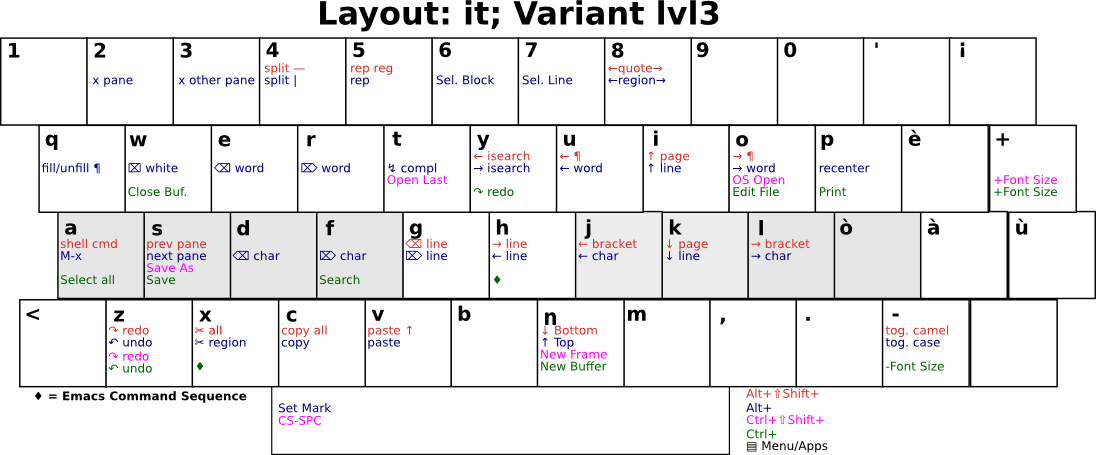 Layout: it; Variant lvl3
1 2 3 4 5 6 7 8 9 0 ' ì
split — rep reg ←quote→
x pane x other pane split | rep Sel. Block Sel. Line ←region→
q w e r t y u i o p è +
← isearch ← ¶ ↑ page → ¶
fill/unfill ¶ ⌧ white ⌫ word ⌦ word ↯ compl → isearch ← word ↑ line → word recenter
Open Last OS Open +Font Size
Close Buf. ↷ redo Edit File Print +Font Size
a s d f g h j k l ò à ù
shell cmd prev pane ⌫ line → line ← bracket ↓ page → bracket
M-x next pane ⌫ char ⌦ char ⌦ line ← line ← char ↓ line → char
Save As
Select all Save Search ♦
< z x c v b n m , . -
↷ redo ✂ all copy all paste ↑ ↓ Bottom tog. camel
↶ undo ✂ region copy paste ↑ Top tog. case
↷ redo New Frame
↶ undo ♦ New Buffer -Font Size
♦ = Emacs Command Sequence Alt+⇧Shift+
Set Mark Alt+
CS-SPC Ctrl+⇧Shift+
Ctrl+
▤ Menu/Apps